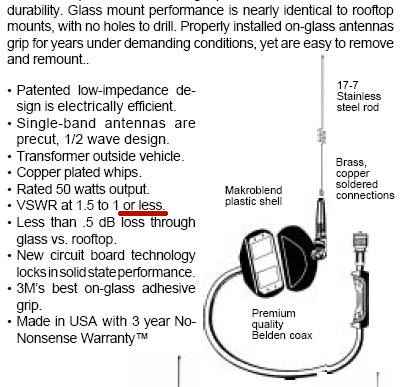 durability. Glass mount performance is nearly identical to rooftop
mounts, with no holes to drill. Properly installed on-glass antennas
grip for years under demanding conditions, yet are easy to remove
and remount..
• Patented low-impedance de-
sign is electrically efficient.
• Single-band antennas are
precut, 1/2 wave design.
• Transformer outside vehicle.
• Copper plated whips.
• Rated 50 watts output.
• VSWR at 1.5 to 1 or less.
• Less than .5 dB loss through
glass vs. rooftop.
• New circuit board technology
locks in solid state performance.
• 3M's best on-glass adhesive
grip.
• Made in USA with 3 year No-
Nonsense Warranty™
17-7
Stainless
steel rod
Brass,
copper
soldered
connections
Makroblend
plastic shell
Premium
quality
Belden coax